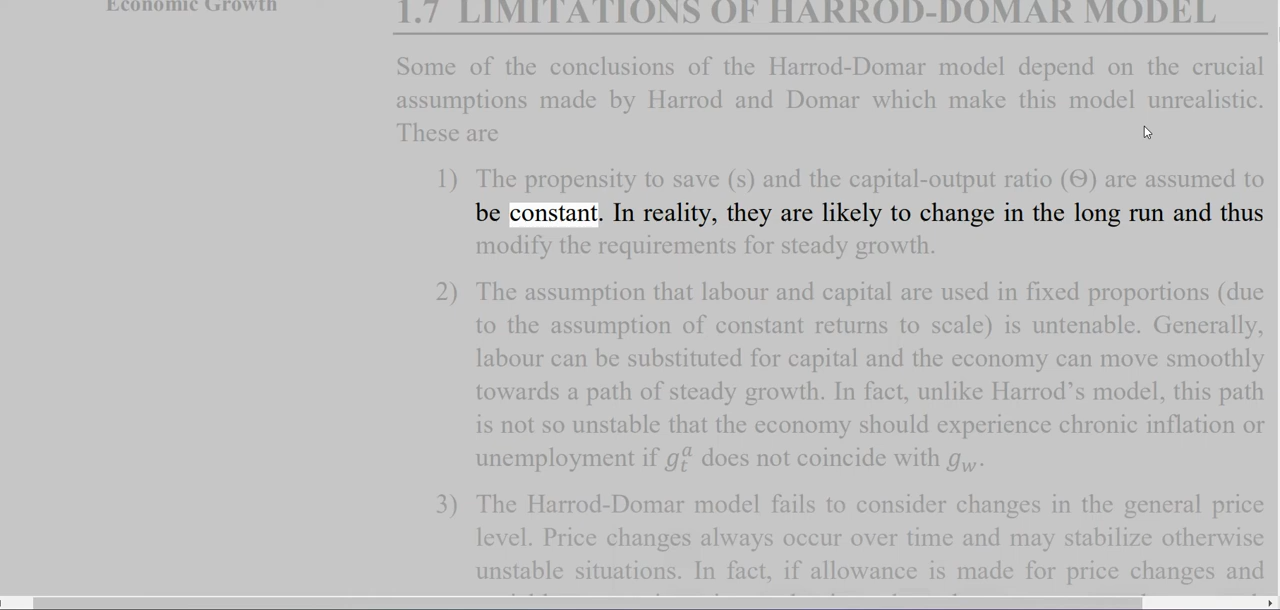 Economic Growth
1.7 LIMITATIONS OF HARROD-DOMAR MODEL
Some of the conclusions of the Harrod-Domar model depend on the crucial
assumptions made by Harrod and Domar which make this model unrealistic.
These are
1) The propensity to save (s) and the capital-output ratio (Θ) are assumed to
be constant. In reality, they are likely to change in the long run and thus
modify the requirements for steady growth.
2) The assumption that labour and capital are used in fixed proportions (due
to the assumption of constant returns to scale) is untenable. Generally,
labour can be substituted for capital and the economy can move smoothly
towards a path of steady growth. In fact, unlike Harrod’s model, this path
is not so unstable that the economy should experience chronic inflation or
unemployment if $g_t^a$ does not coincide with $g_w$.
3) The Harrod-Domar model fails to consider changes in the general price
level. Price changes always occur over time and may stabilize otherwise
unstable situations. In fact, if allowance is made for price changes and